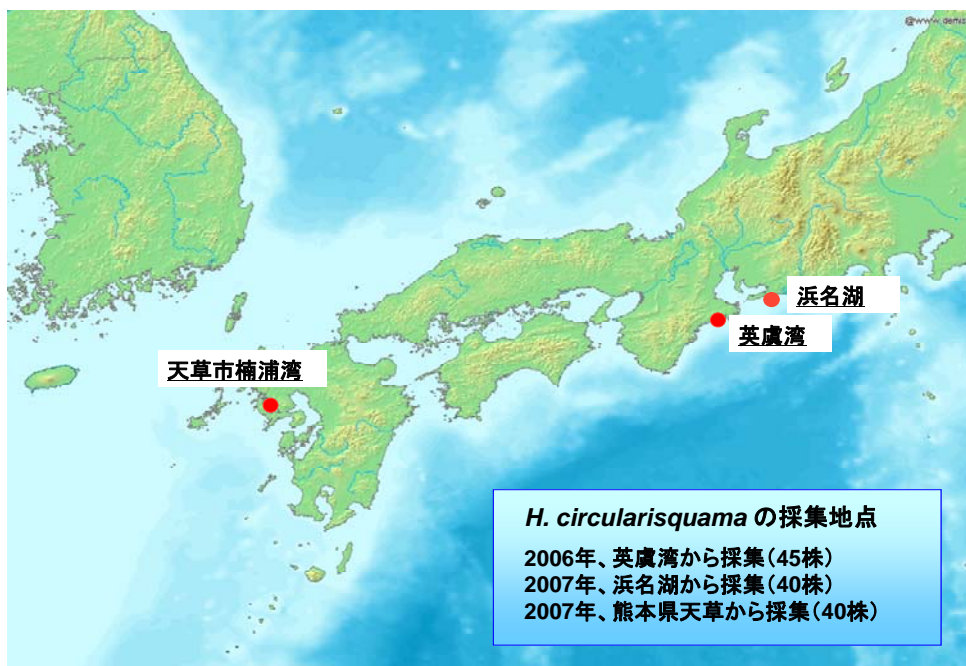 浜名湖
英虞湾
天草市楠浦湾
H. circularisquama の採集地点
2006年、英虞湾から採集（45株）
2007年、浜名湖から採集（40株）
2007年、熊本県天草から採集（40株）